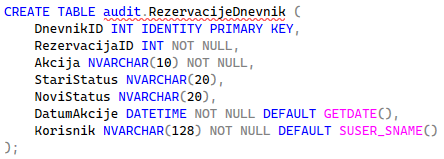 CREATE TABLE audit.RezervacijeDnevnik (
    DnevnikID INT IDENTITY PRIMARY KEY,
    RezervacijaID INT NOT NULL,
    Akcija NVARCHAR(10) NOT NULL,
    StariStatus NVARCHAR(20),
    NoviStatus NVARCHAR(20),
    DatumAkcije DATETIME NOT NULL DEFAULT GETDATE(),
    Korisnik NVARCHAR(128) NOT NULL DEFAULT SUSER_SNAME()
);